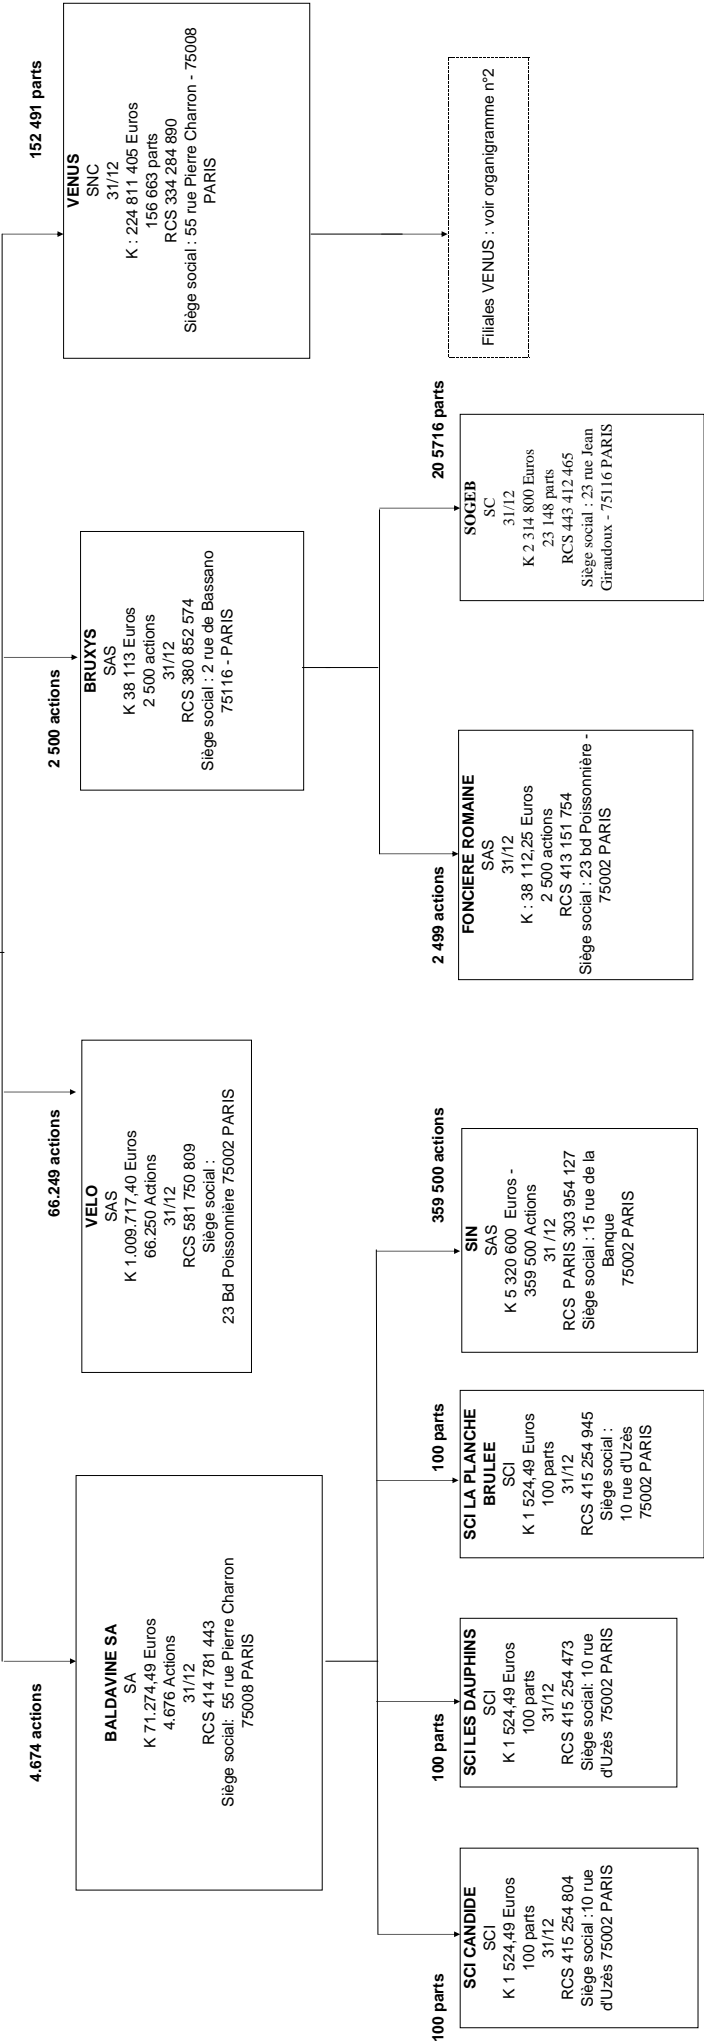 4.674 actions
BALDAVINE SA
SA
K 71.274,49 Euros
4.676 Actions
31/12
RCS 414 781 443
Siège social: 55 rue Pierre Charron
75008 PARIS
66.249 actions
VELO
SAS
K 1.009.717,40 Euros
66.250 Actions
31/12
RCS 581 750 809
Siège social :
23 Bd Poissonnière 75002 PARIS
2 500 actions
BRUXYS
SAS
K 38 113 Euros
2 500 actions
31/12
RCS 380 852 574
Siège social : 2 rue de Bassano
75116 - PARIS
152 491 parts
VENUS
SNC
31/12
K : 224 811 405 Euros
156 663 parts
RCS 334 284 890
Siège social : 55 rue Pierre Charron - 75008
PARIS
100 parts
SCI CANDIDE
SCI
K 1 524,49 Euros
100 parts
31/12
RCS 415 254 804
Siège social :10 rue
d'Uzès 75002 PARIS
100 parts
SCI LES DAUPHINS
SCI
K 1 524,49 Euros
100 parts
31/12
RCS 415 254 473
Siège social: 10 rue
d'Uzès 75002 PARIS
100 parts
SCI LA PLANCHE
BRULEE
SCI
K 1 524,49 Euros
100 parts
31/12
RCS 415 254 945
Siège social :
10 rue d'Uzès
75002 PARIS
359 500 actions
SIN
SAS
K 5 320 600 Euros -
359 500 Actions
31 /12
RCS PARIS 303 954 127
Siège social : 15 rue de la
Banque
75002 PARIS
2 499 actions
FONCIERE ROMAINE
SAS
31/12
K : 38 112,25 Euros
2 500 actions
RCS 413 151 754
Siège social : 23 bd Poissonnière -
75002 PARIS
20 5716 parts
SOGEB
SC
31/12
K 2 314 800 Euros
23 148 parts
RCS 443 412 465
Siège social : 23 rue Jean
Giraudoux - 75116 PARIS
Filiales VENUS : voir organigramme n°2